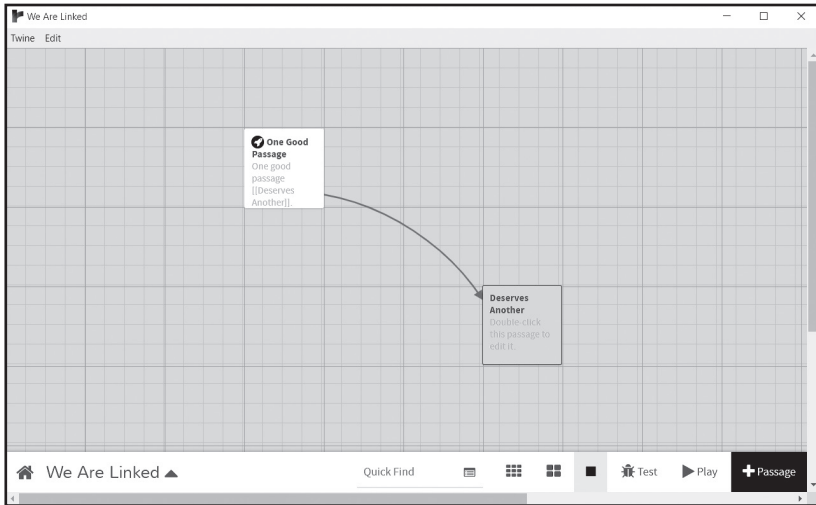 We Are Linked
Twine Edit
One Good
Passage
One good
passage
[[Deserves
Another]].
Deserves
Another
Double-click
this passage to
edit it.
We Are Linked
Quick Find
Test
Play
Passage